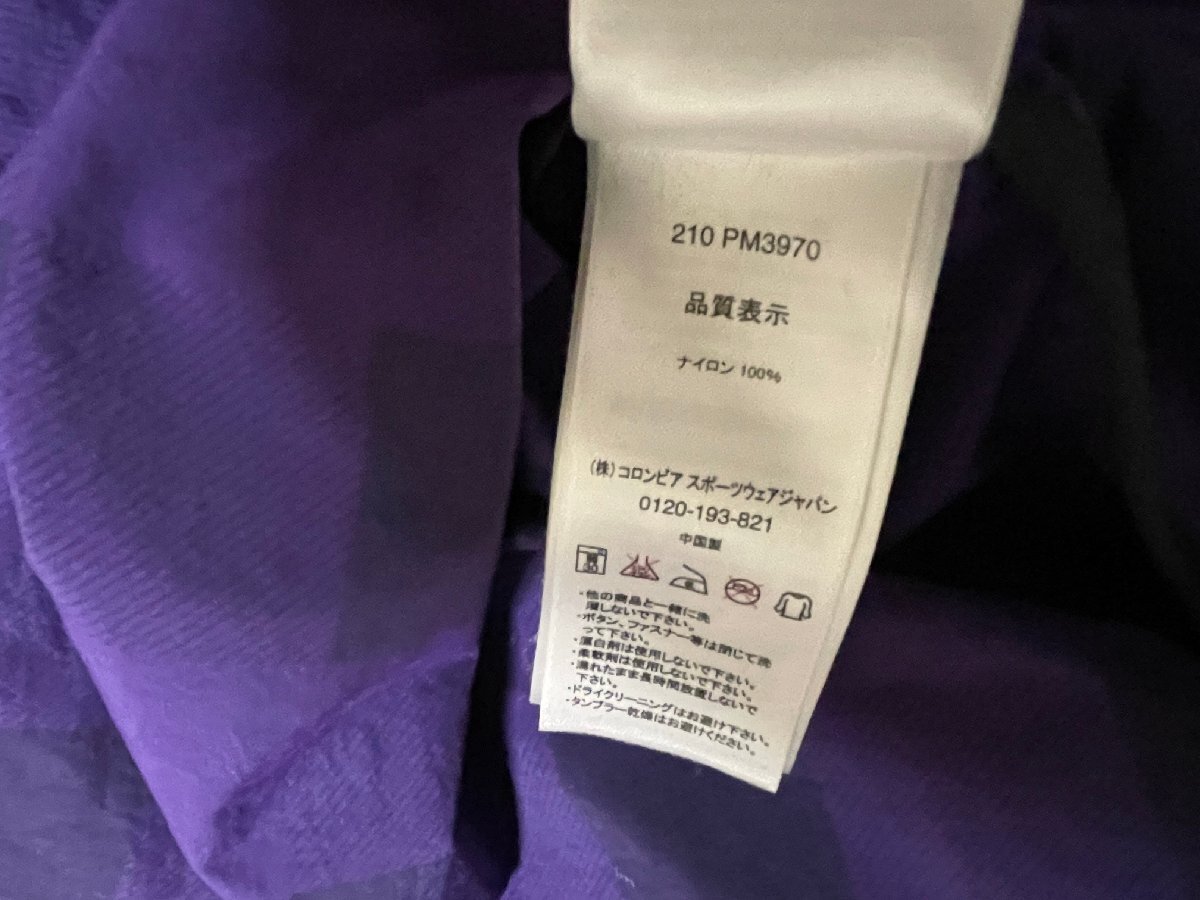 210 PM3970
品質表示
ナイロン 100%
(株)コロンビア スポーツウェアジャパン
0120-193-821
中国製
・他の商品と一緒に洗
濯しないで下さい。
・ボタン、ファスナー等は閉じて洗
って下さい。
・蛍白剤は使用しないで下さい。
・柔軟剤は使用しないで下さい。
・濡れたまま長時間放置しないで
下さい。
・ドライクリーニングはお避け下さい。
・タンブラー乾燥はお避けください。